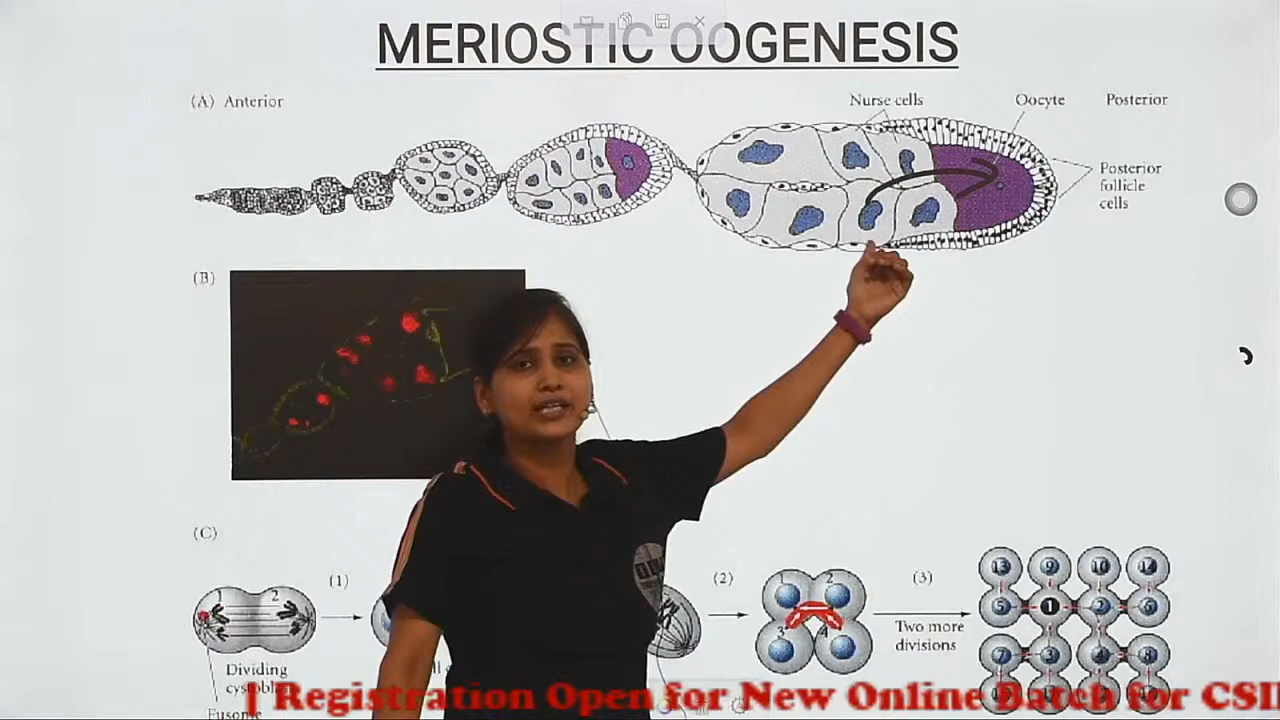 MERIOSTIC OOGENESIS
(A) Anterior
Nurse cells
Oocyte
Posterior
Posterior
follicle
cells
(B)
(C)
(1)
(2)
(3)
1 2
1 2
3 4
Two more
divisions
13 9 10 12
5 1 2 6
7 3 4 8
Dividing
Fusome
| Registration Open for New Online Batch for CSI